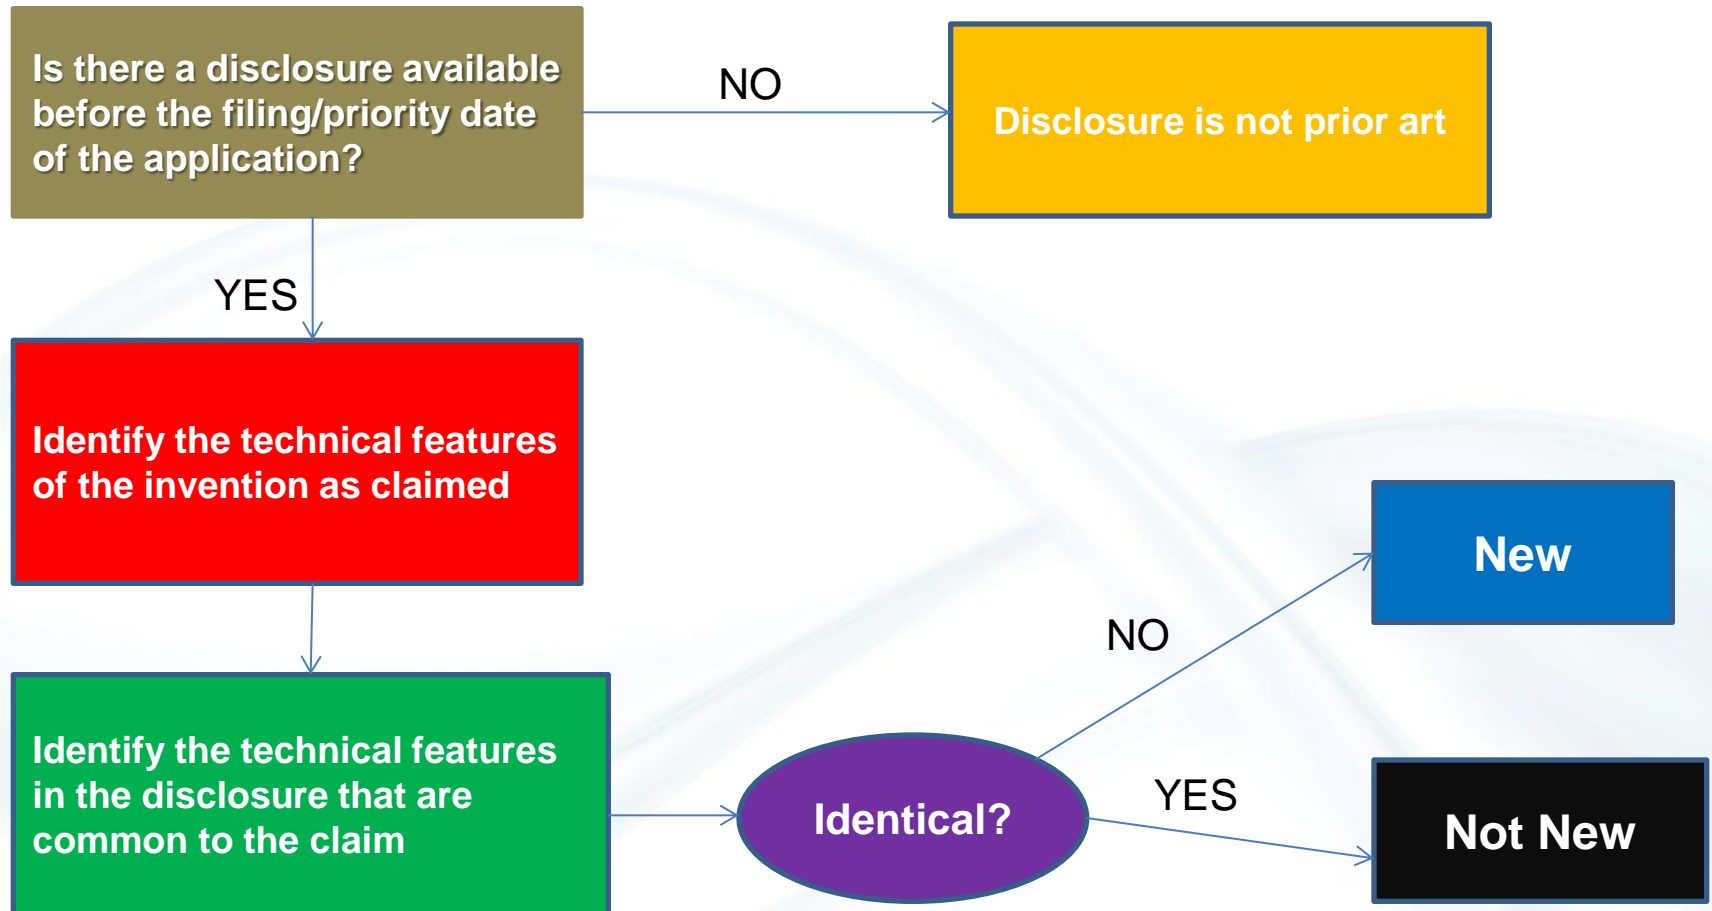 Is there a disclosure available
before the filing/priority date
of the application?
NO
Disclosure is not prior art
YES
Identify the technical features
of the invention as claimed
New
NO
Identify the technical features
in the disclosure that are
common to the claim
Identical?
YES
Not New